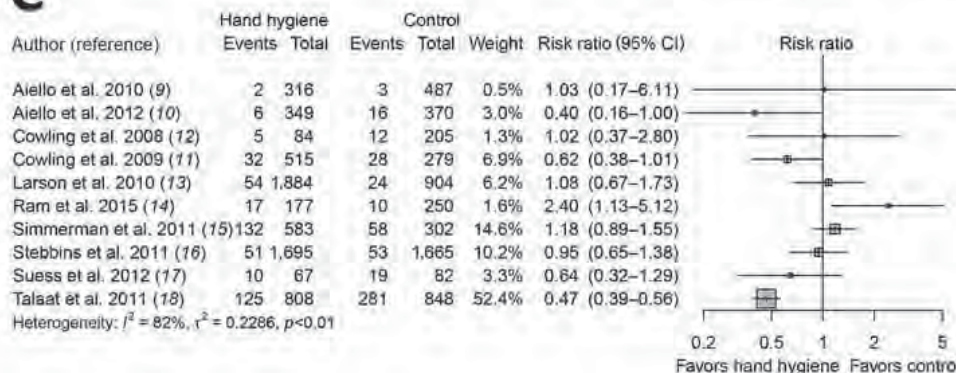 C
Hand hygiene Control
Author (reference) Events Total Events Total Weight Risk ratio (95% CI) Risk ratio
Aiello et al. 2010 (9) 2 316 3 487 0.5% 1.03 (0.17–6.11)
Aiello et al. 2012 (10) 6 349 16 370 3.0% 0.40 (0.16–1.00)
Cowling et al. 2008 (12) 5 84 12 205 1.3% 1.02 (0.37–2.80)
Cowling et al. 2009 (11) 32 515 28 279 6.9% 0.62 (0.38–1.01)
Larson et al. 2010 (13) 54 1,884 24 904 6.2% 1.08 (0.67–1.73)
Ram et al. 2015 (14) 17 177 10 250 1.6% 2.40 (1.13–5.12)
Simmerman et al. 2011 (15) 132 583 58 302 14.6% 1.18 (0.89–1.55)
Stebbins et al. 2011 (16) 51 1,695 53 1,665 10.2% 0.95 (0.65–1.38)
Suess et al. 2012 (17) 10 67 19 82 3.3% 0.64 (0.32–1.29)
Talaat et al. 2011 (18) 125 808 281 848 52.4% 0.47 (0.39–0.56)
Heterogeneity: I² = 82%, τ² = 0.2286, p<0.01
0.2 0.5 1 2 5
Favors hand hygiene Favors control